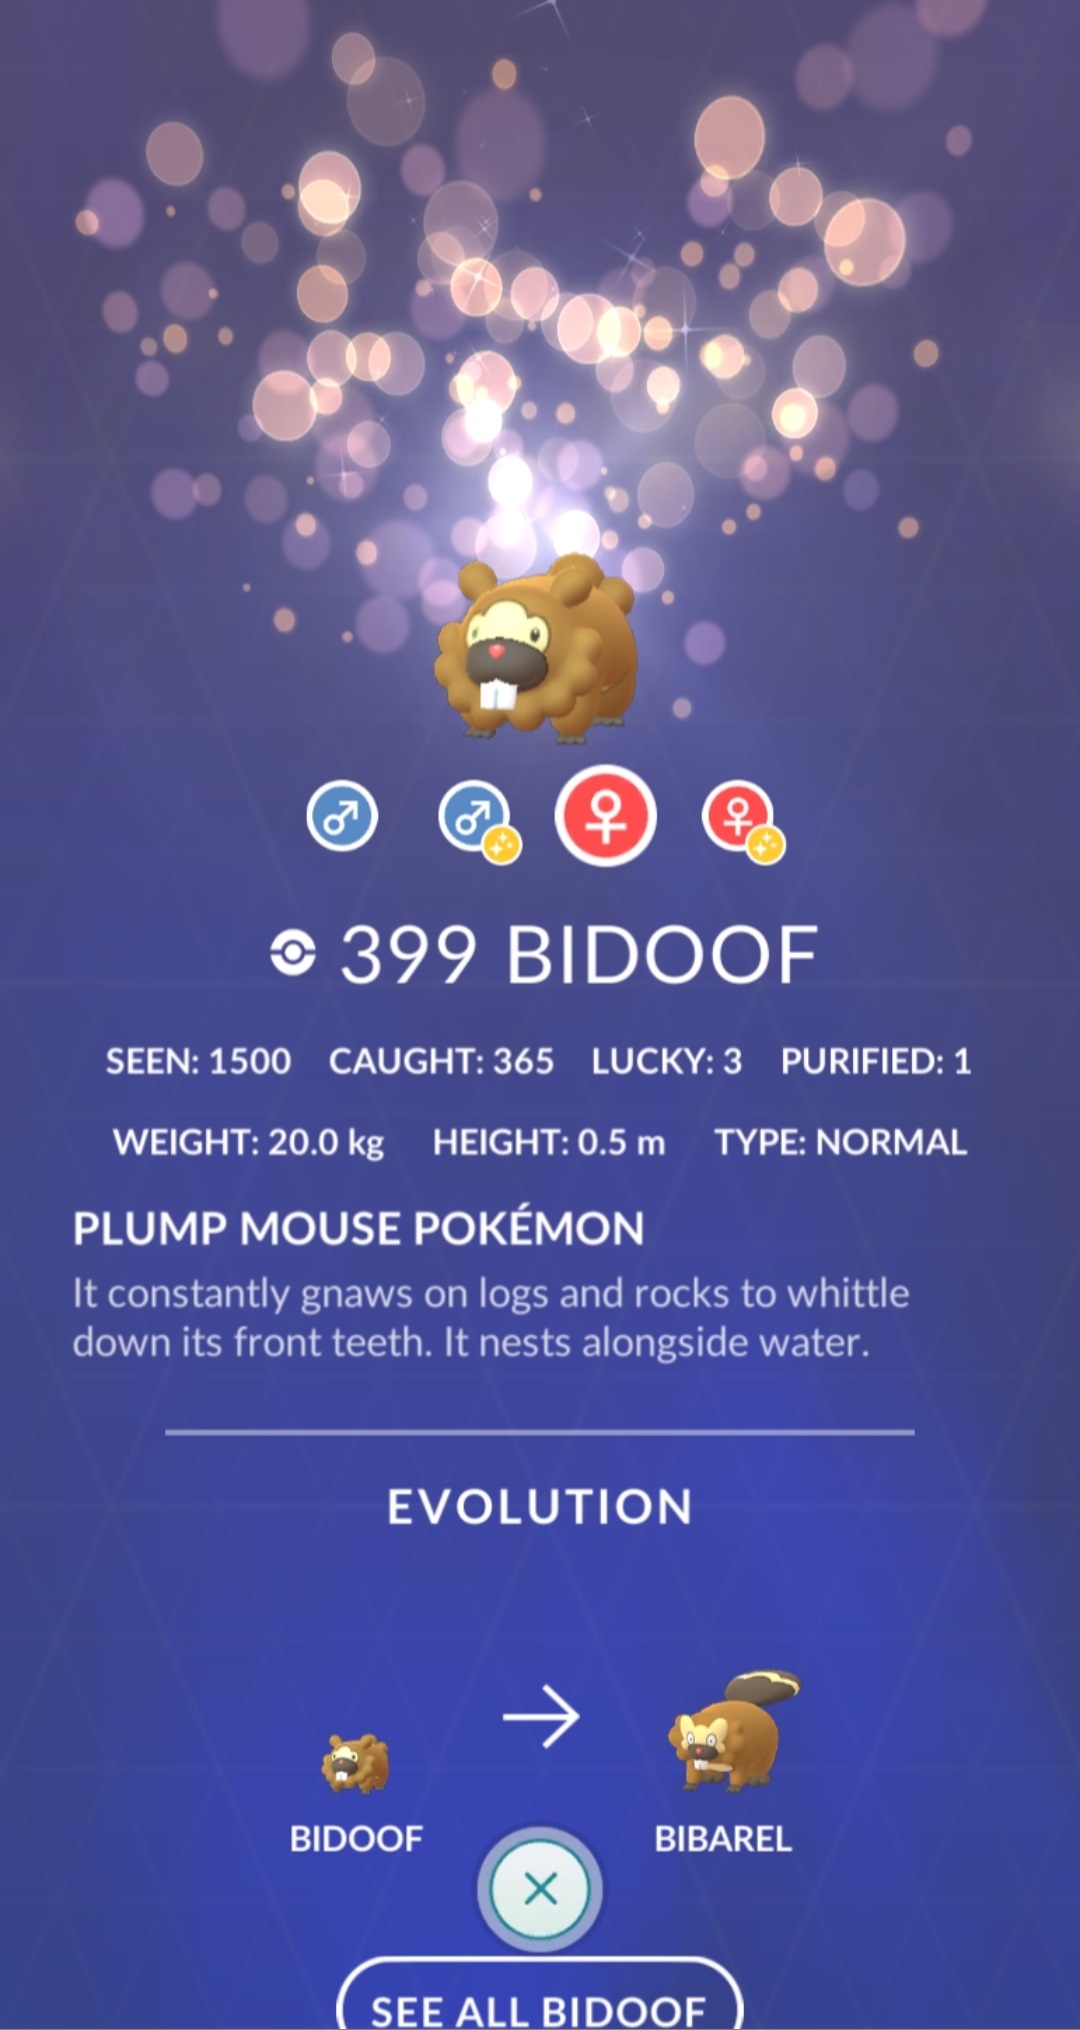 399 BIDOOF
SEEN: 1500 CAUGHT: 365 LUCKY: 3 PURIFIED: 1
WEIGHT: 20.0 kg HEIGHT: 0.5 m TYPE: NORMAL
PLUMP MOUSE POKÉMON
It constantly gnaws on logs and rocks to whittle
down its front teeth. It nests alongside water.
EVOLUTION
BIDOOF BIBAREL
SEE ALL BIDOOF